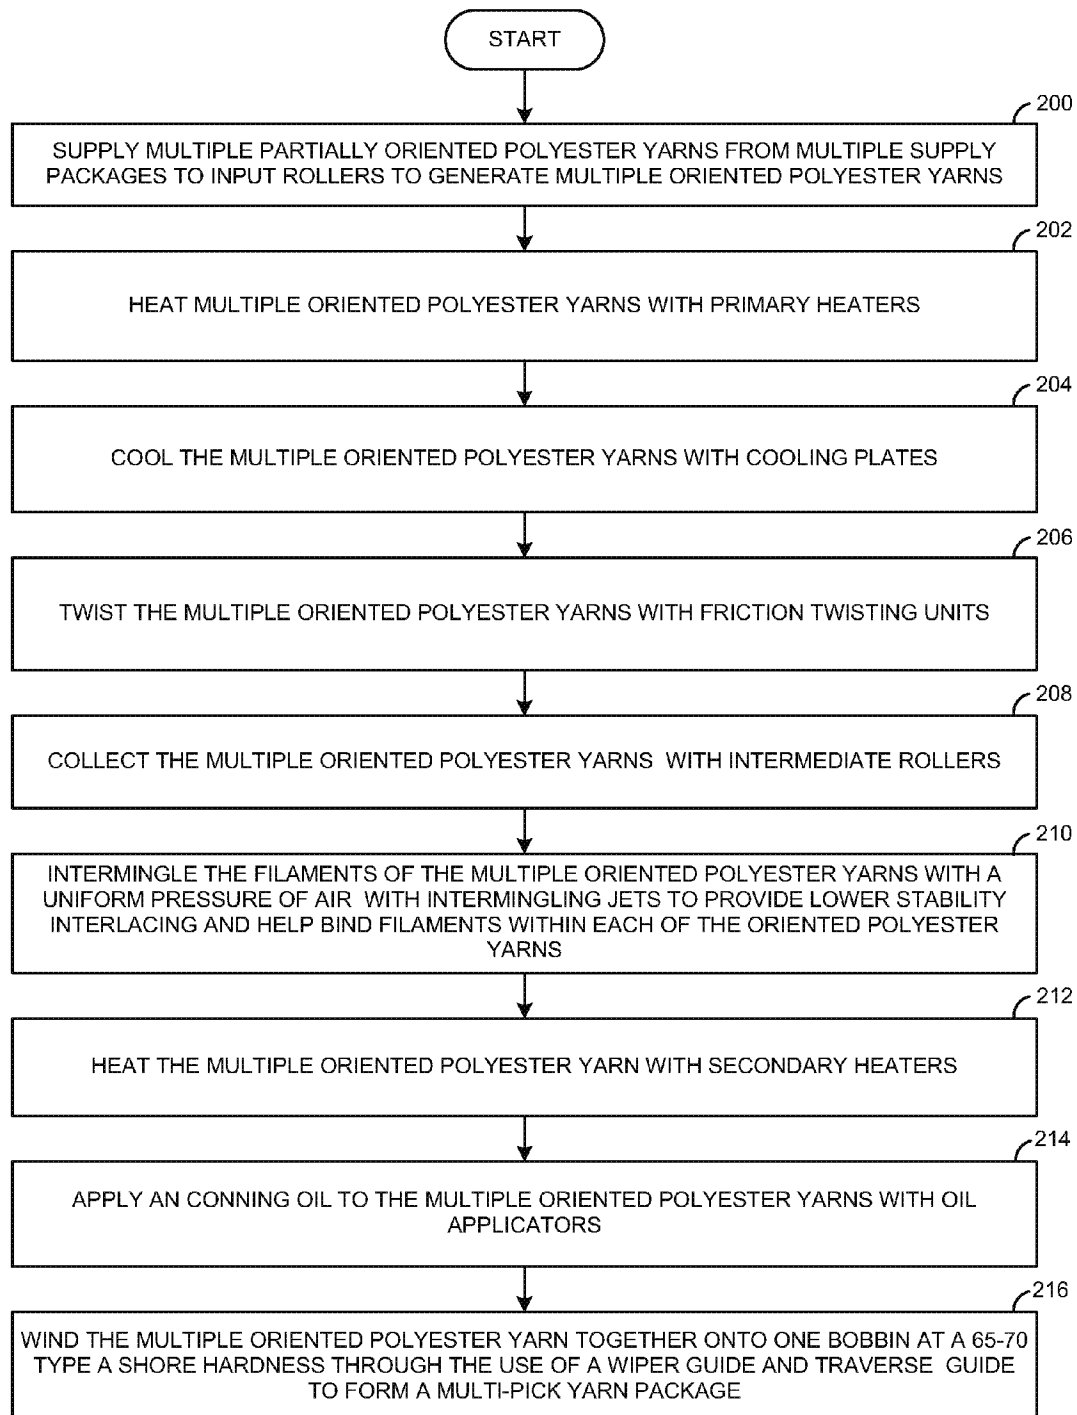 START
200
SUPPLY MULTIPLE PARTIALLY ORIENTED POLYESTER YARNS FROM MULTIPLE SUPPLY
PACKAGES TO INPUT ROLLERS TO GENERATE MULTIPLE ORIENTED POLYESTER YARNS
202
HEAT MULTIPLE ORIENTED POLYESTER YARNS WITH PRIMARY HEATERS
204
COOL THE MULTIPLE ORIENTED POLYESTER YARNS WITH COOLING PLATES
206
TWIST THE MULTIPLE ORIENTED POLYESTER YARNS WITH FRICTION TWISTING UNITS
208
COLLECT THE MULTIPLE ORIENTED POLYESTER YARNS WITH INTERMEDIATE ROLLERS
210
INTERMINGLE THE FILAMENTS OF THE MULTIPLE ORIENTED POLYESTER YARNS WITH A
UNIFORM PRESSURE OF AIR WITH INTERMINGLING JETS TO PROVIDE LOWER STABILITY
INTERLACING AND HELP BIND FILAMENTS WITHIN EACH OF THE ORIENTED POLYESTER
YARNS
212
HEAT THE MULTIPLE ORIENTED POLYESTER YARN WITH SECONDARY HEATERS
214
APPLY AN CONNING OIL TO THE MULTIPLE ORIENTED POLYESTER YARNS WITH OIL
APPLICATORS
216
WIND THE MULTIPLE ORIENTED POLYESTER YARN TOGETHER ONTO ONE BOBBIN AT A 65-70
TYPE A SHORE HARDNESS THROUGH THE USE OF A WIPER GUIDE AND TRAVERSE GUIDE
TO FORM A MULTI-PICK YARN PACKAGE